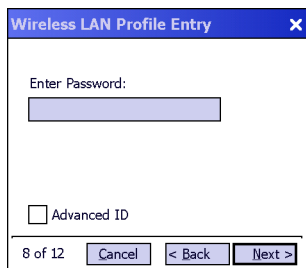 Wireless LAN Profile Entry
Enter Password:
Advanced ID
8 of 12 Cancel < Back Next >